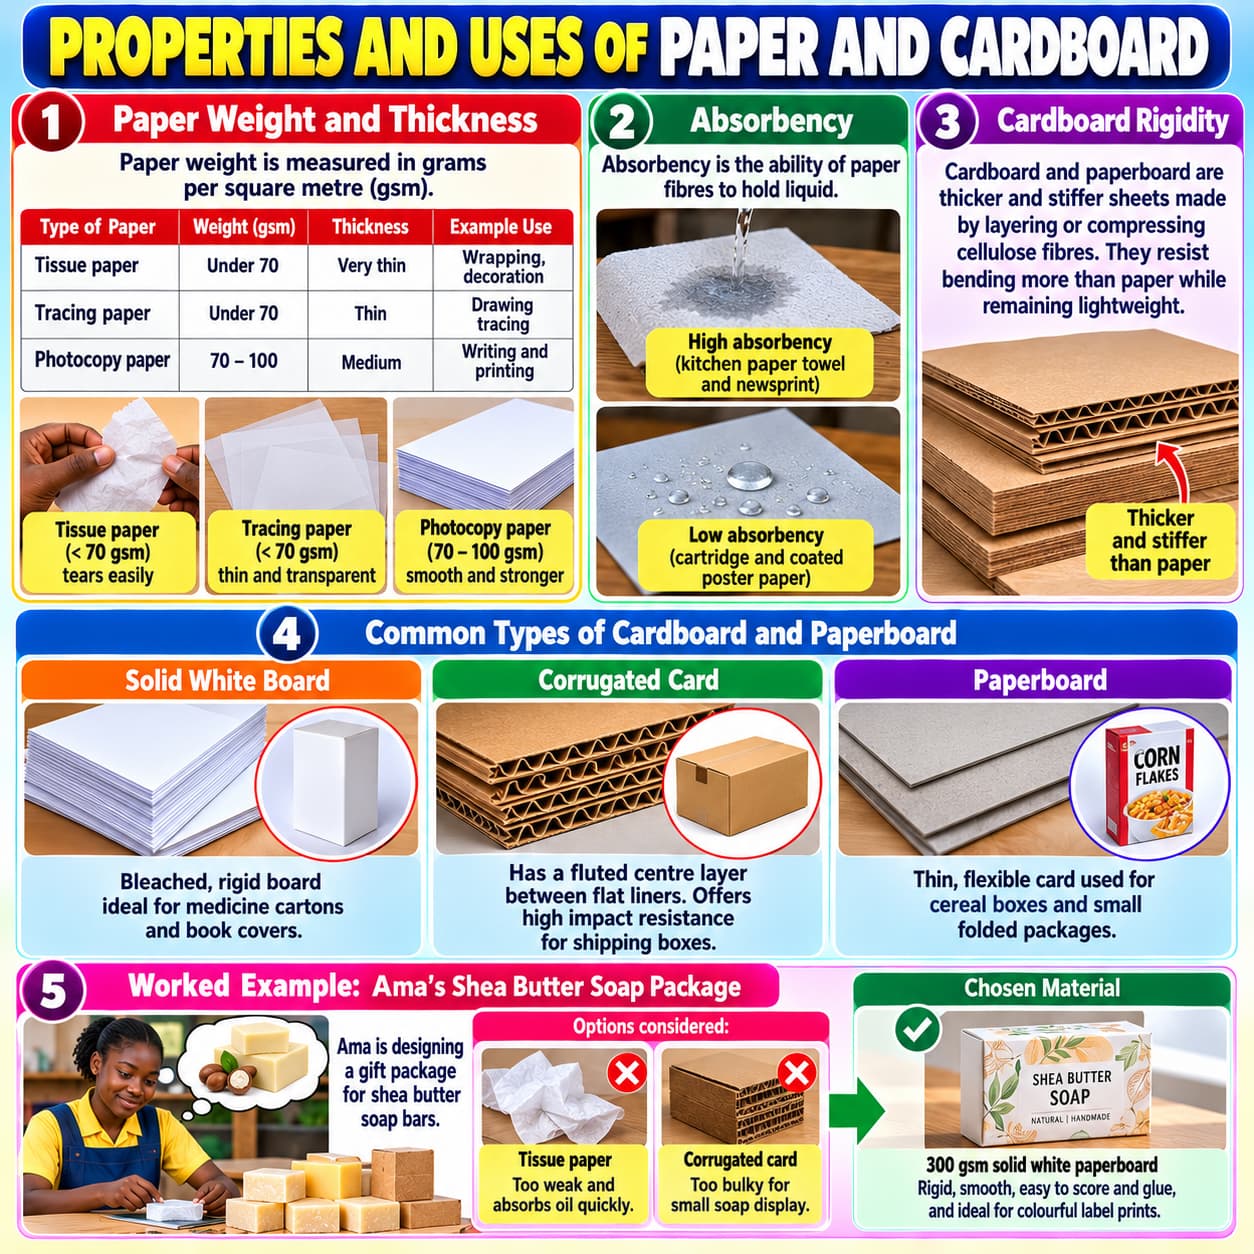 PROPERTIES AND USES OF PAPER AND CARDBOARD
1 Paper Weight and Thickness
Paper weight is measured in grams
per square metre (gsm).
Type of Paper Weight (gsm) Thickness Example Use
Tissue paper Under 70 Very thin Wrapping,
decoration
Tracing paper Under 70 Thin Drawing
tracing
Photocopy paper 70 – 100 Medium Writing and
printing
Tissue paper
(< 70 gsm)
tears easily
Tracing paper
(< 70 gsm)
thin and transparent
Photocopy paper
(70 – 100 gsm)
smooth and stronger
2 Absorbency
Absorbency is the ability of paper
fibres to hold liquid.
High absorbency
(kitchen paper towel
and newsprint)
Low absorbency
(cartridge and coated
poster paper)
3 Cardboard Rigidity
Cardboard and paperboard are
thicker and stiffer sheets made
by layering or compressing
cellulose fibres. They resist
bending more than paper while
remaining lightweight.
Thicker
and stiffer
than paper
4 Common Types of Cardboard and Paperboard
Solid White Board
Bleached, rigid board
ideal for medicine cartons
and book covers.
Corrugated Card
Has a fluted centre layer
between flat liners. Offers
high impact resistance
for shipping boxes.
Paperboard
CORN
FLAKES
Thin, flexible card used for
cereal boxes and small
folded packages.
5 Worked Example: Ama's Shea Butter Soap Package
Ama is designing
a gift package
for shea butter
soap bars.
Options considered:
Tissue paper
Too weak and
absorbs oil quickly.
Corrugated card
Too bulky for
small soap display.
Chosen Material
SHEA BUTTER
SOAP
NATURAL | HANDMADE
300 gsm solid white paperboard
Rigid, smooth, easy to score and glue,
and ideal for colourful label prints.